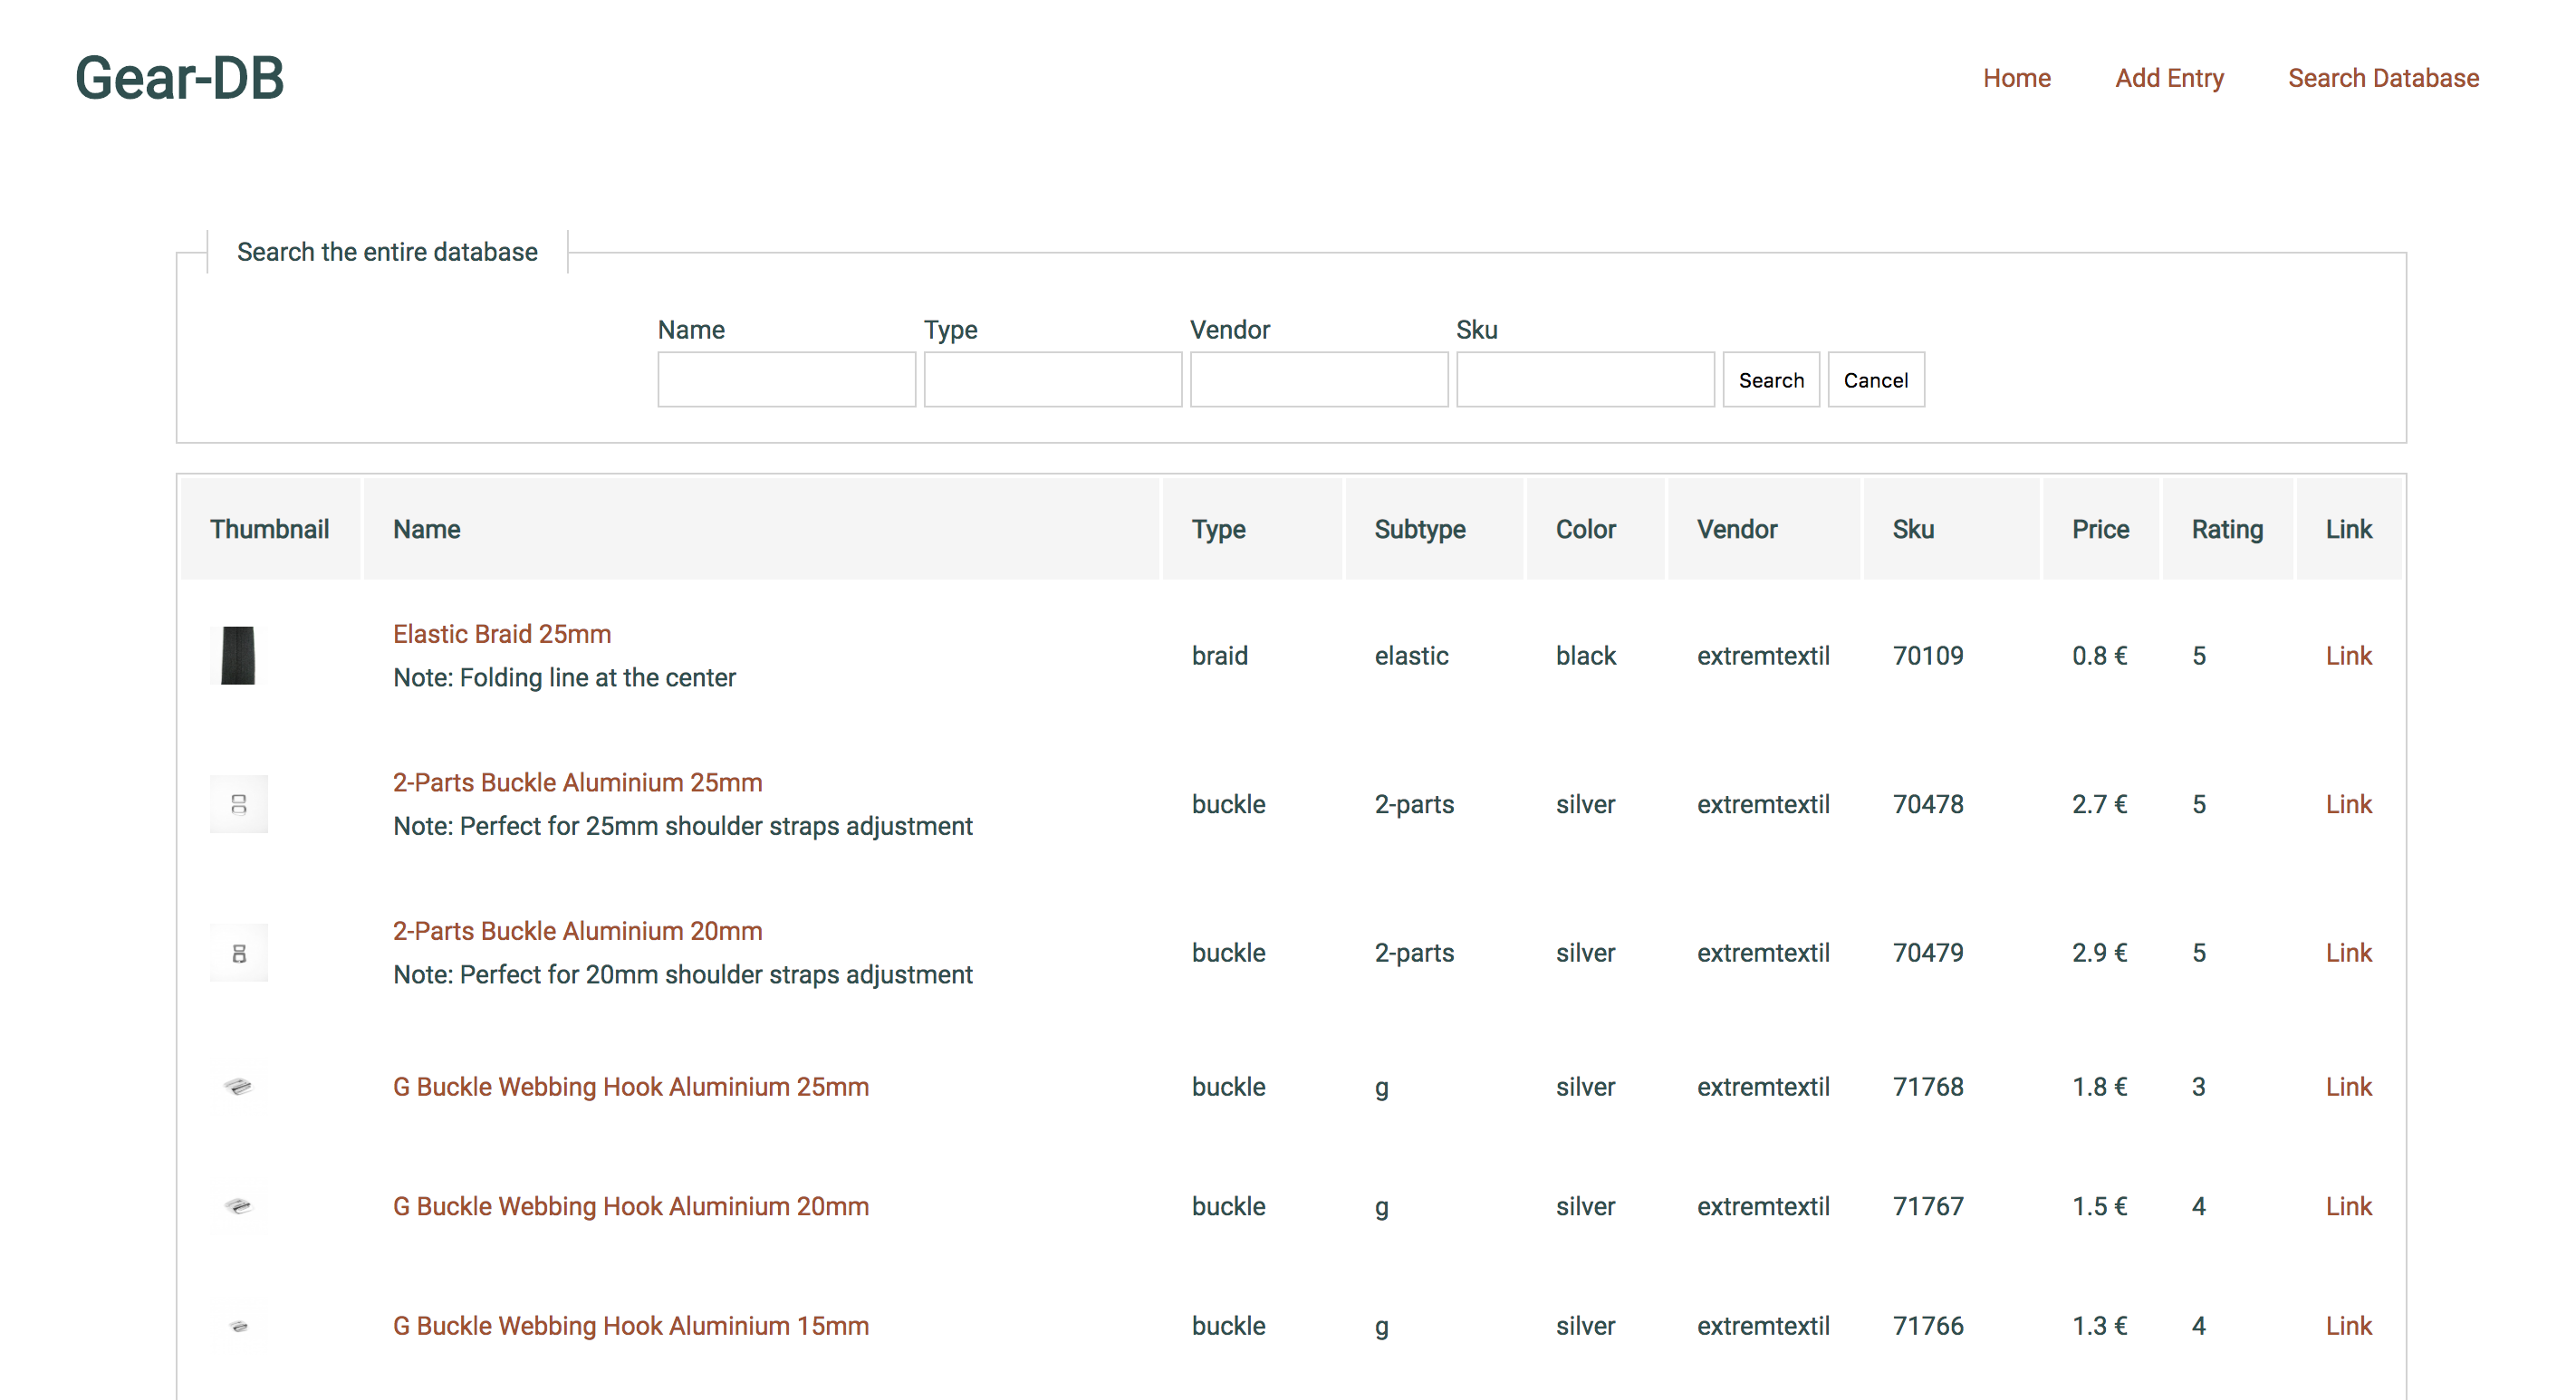 Gear-DB
Home Add Entry Search Database
Search the entire database
Name Type Vendor Sku
Search Cancel
Thumbnail Name Type Subtype Color Vendor Sku Price Rating Link
Elastic Braid 25mm
Note: Folding line at the center
braid elastic black extremtextil 70109 0.8 € 5 Link
2-Parts Buckle Aluminium 25mm
Note: Perfect for 25mm shoulder straps adjustment
buckle 2-parts silver extremtextil 70478 2.7 € 5 Link
2-Parts Buckle Aluminium 20mm
Note: Perfect for 20mm shoulder straps adjustment
buckle 2-parts silver extremtextil 70479 2.9 € 5 Link
G Buckle Webbing Hook Aluminium 25mm buckle g silver extremtextil 71768 1.8 € 3 Link
G Buckle Webbing Hook Aluminium 20mm buckle g silver extremtextil 71767 1.5 € 4 Link
G Buckle Webbing Hook Aluminium 15mm buckle g silver extremtextil 71766 1.3 € 4 Link